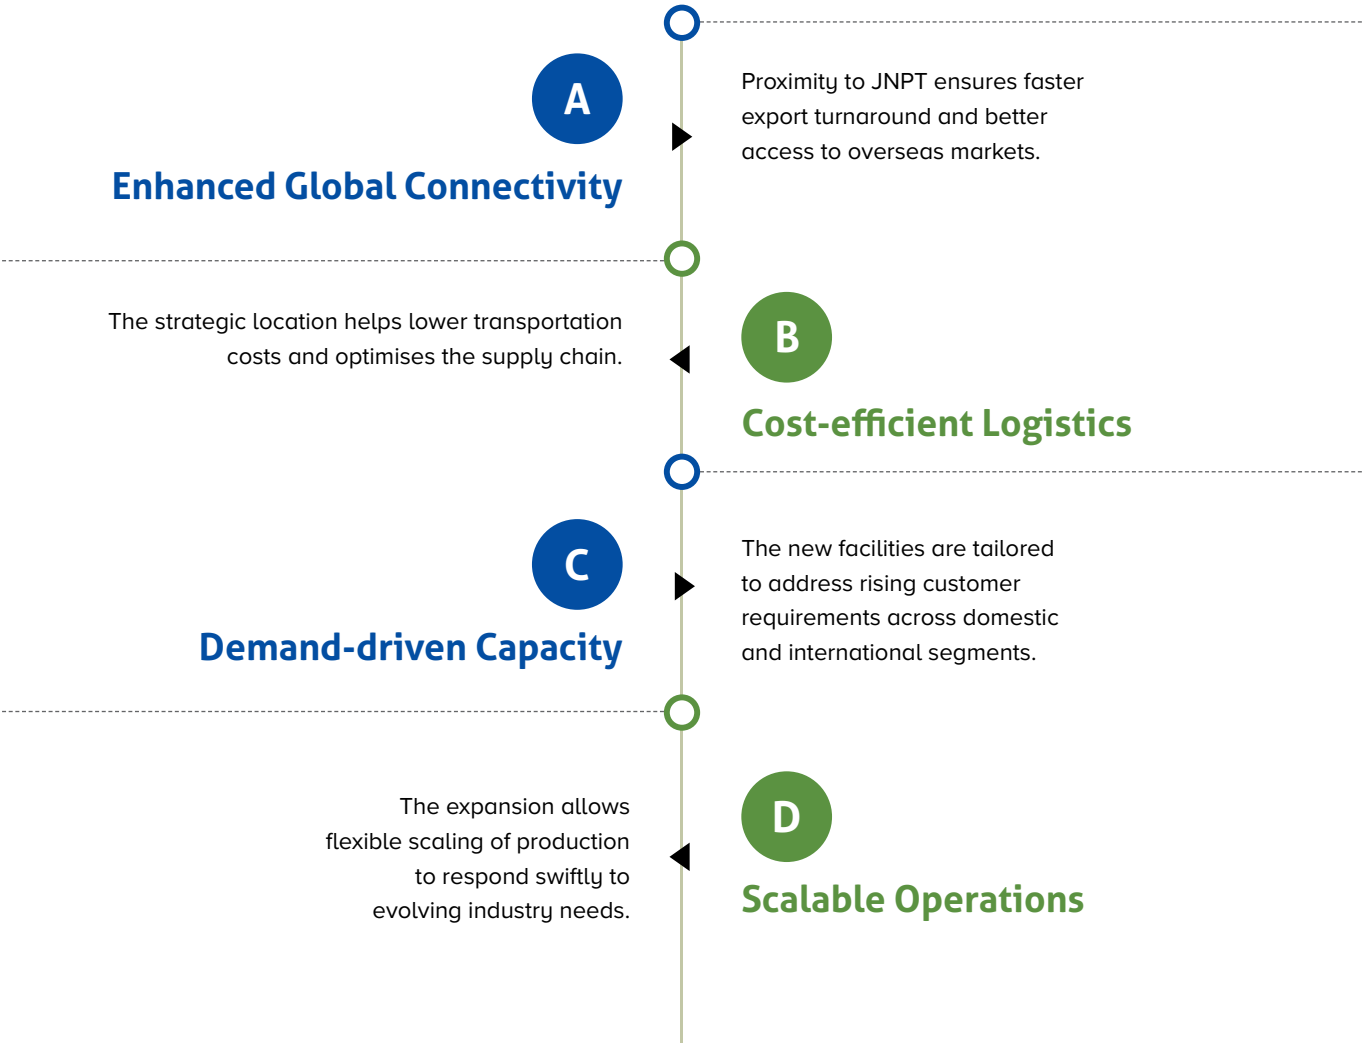 A
Enhanced Global Connectivity
Proximity to JNPT ensures faster
export turnaround and better
access to overseas markets.
B
Cost-efficient Logistics
The strategic location helps lower transportation
costs and optimises the supply chain.
C
Demand-driven Capacity
The new facilities are tailored
to address rising customer
requirements across domestic
and international segments.
D
Scalable Operations
The expansion allows
flexible scaling of production
to respond swiftly to
evolving industry needs.